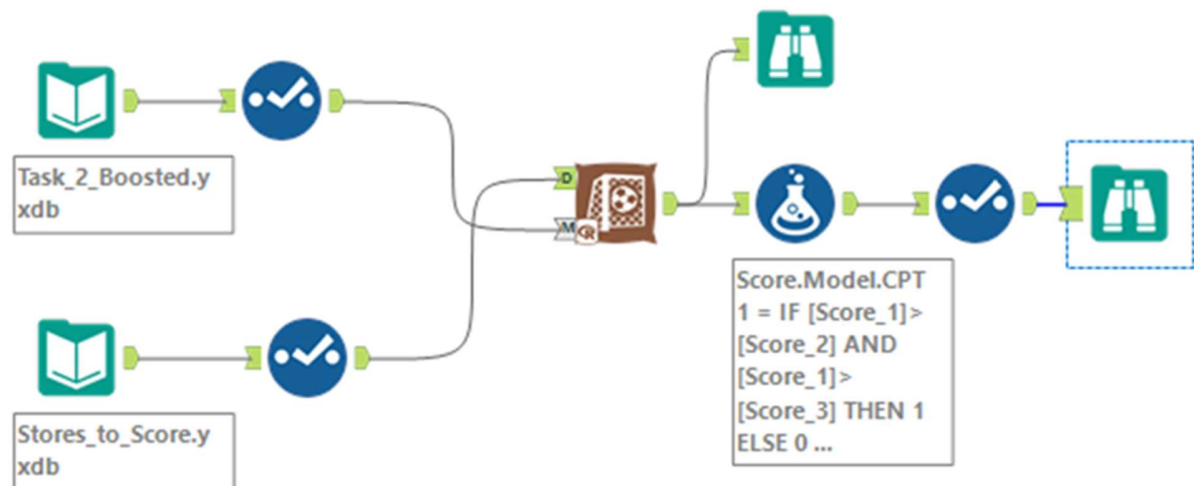 Task_2_Boosted.y
xdb
D
M
R
Score.Model.CPT
1 = IF [Score_1]>
[Score_2] AND
[Score_1]>
[Score_3] THEN 1
ELSE 0 ...
Stores_to_Score.y
xdb